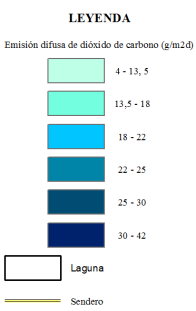 LEYENDA
Emisión difusa de dióxido de carbono (g/m2d)
4 - 13, 5
13,5 - 18
18 - 22
22 - 25
25 - 30
30 - 42
Laguna
Sendero